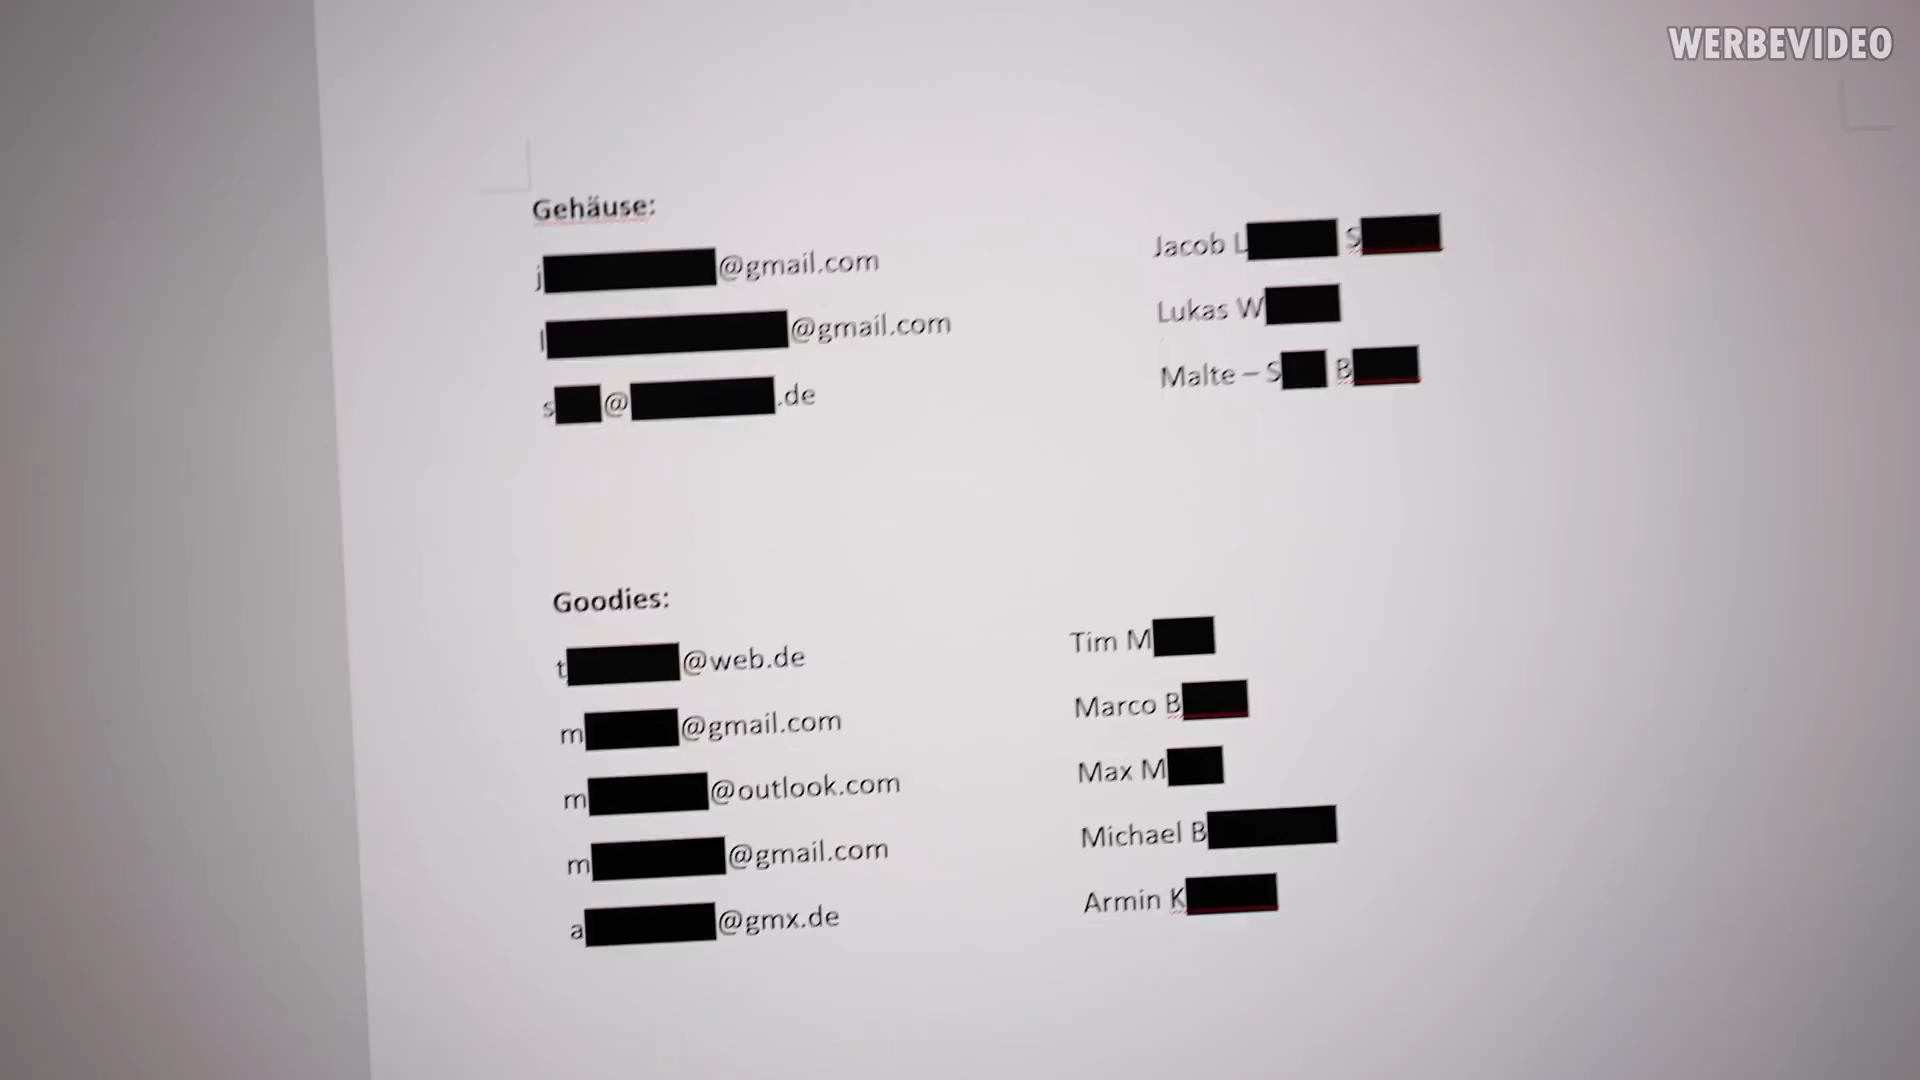 WERBEVIDEO
Gehäuse:
j@gmail.com
l@gmail.com
s@.de
Jacob L S
Lukas W
Malte – S B
Goodies:
t@web.de
m@gmail.com
m@outlook.com
m@gmail.com
a@gmx.de
Tim M
Marco B
Max M
Michael B
Armin K